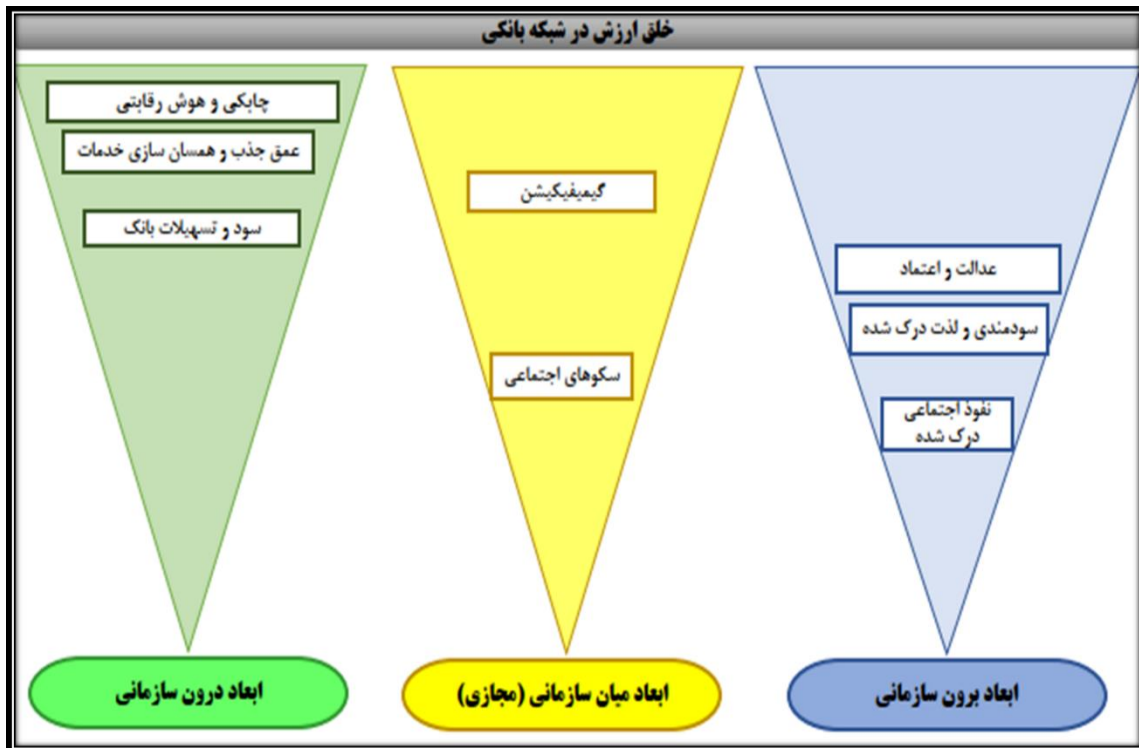 خلق ارزش در شبکه بانکی
عدالت و اعتماد
سودمندی و لذت درک شده
نفوذ اجتماعی
درک شده
ابعاد برون سازمانی
گیمیفیکیشن
سکوهای اجتماعی
ابعاد میان سازمانی (مجازی)
چابکی و هوش رقابتی
عمق جذب و همسان سازی خدمات
سود و تسهیلات بانک
ابعاد درون سازمانی